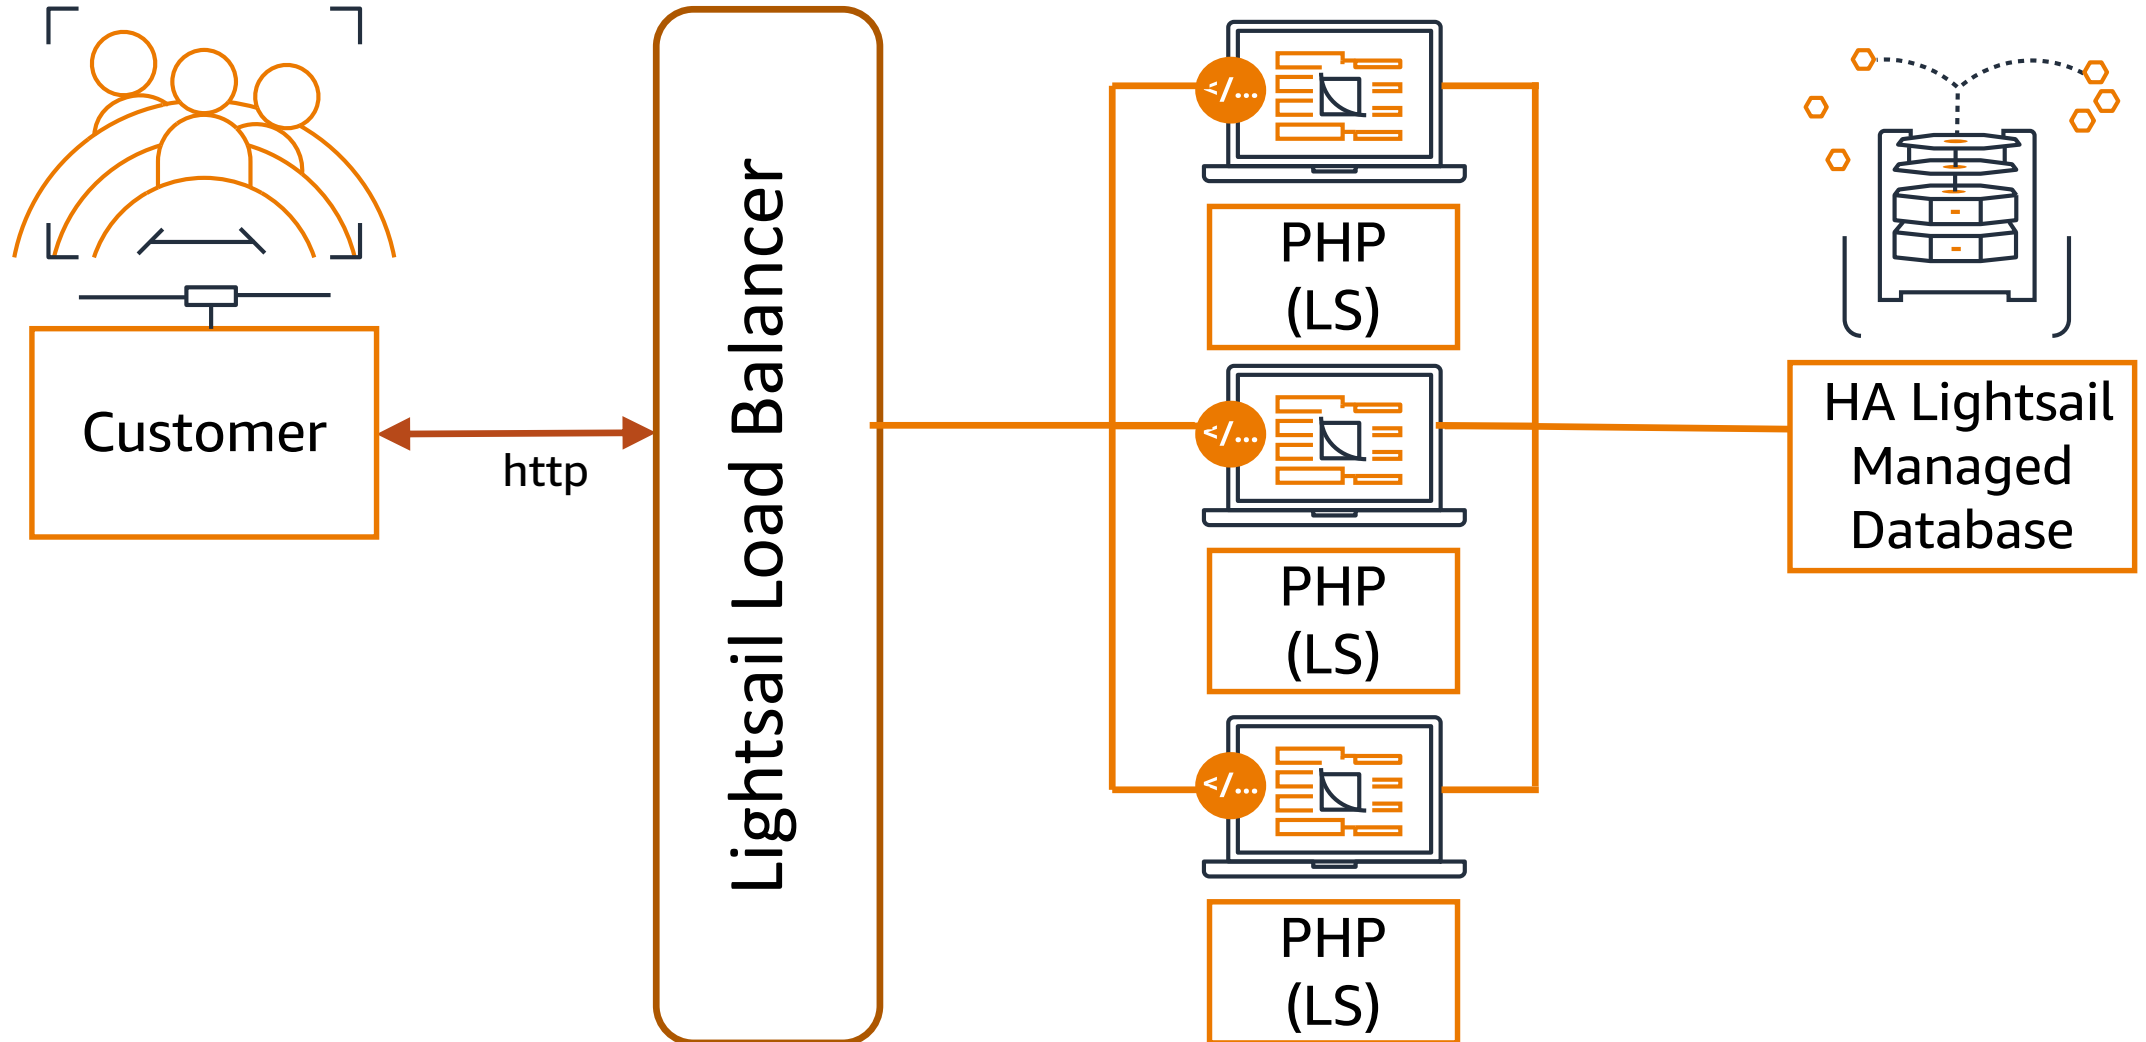 Customer
http
Lightsail Load Balancer
</...
PHP
(LS)
</...
PHP
(LS)
</...
PHP
(LS)
HA Lightsail
Managed
Database